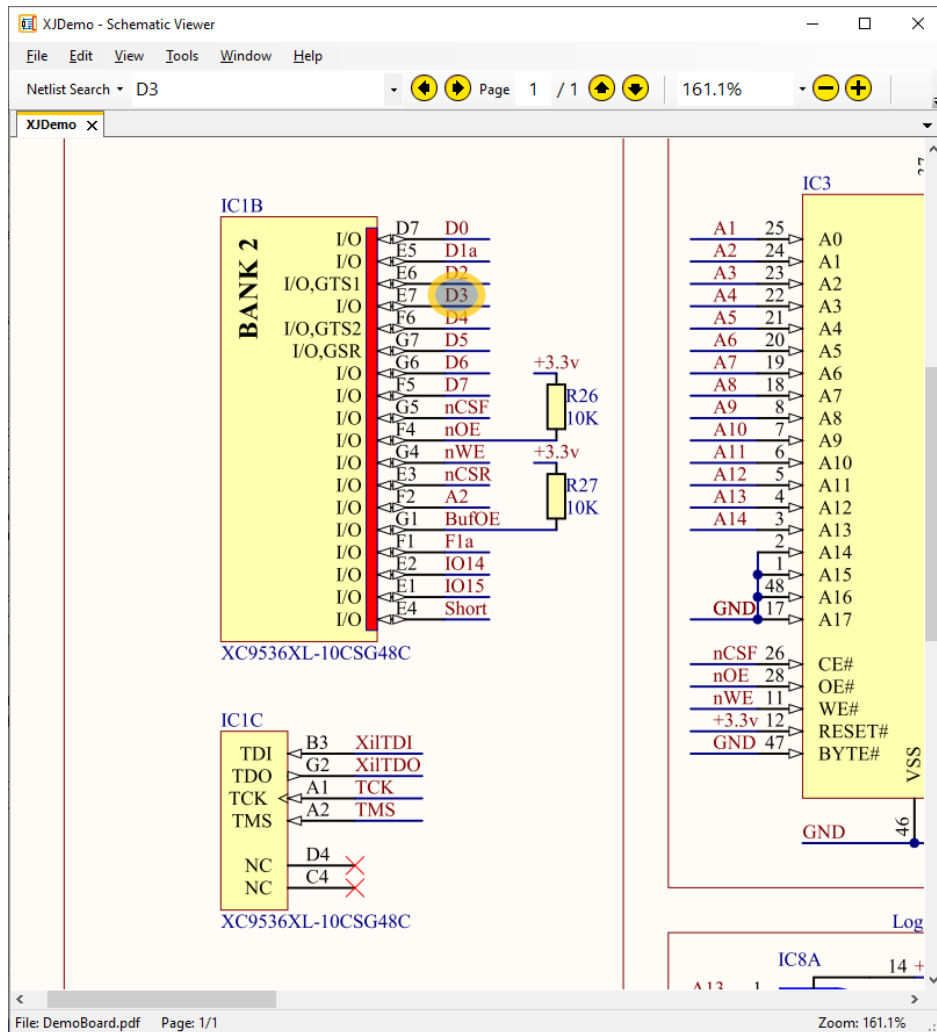 XJDemo - Schematic Viewer
File Edit View Tools Window Help
Netlist Search D3 Page 1 / 1 161.1%
XJDemo
IC1B
BANK 2
I/O D7 D0
I/O E5 D1a
I/O,GTS1 E6 D2
I/O E7 D3
I/O,GTS2 F6 D4
I/O,GSR G7 D5
I/O G6 D6
I/O F5 D7
I/O G5 nCSF
I/O F4 nOE
I/O G4 nWE
I/O E3 nCSR
I/O F2 A2
I/O G1 BufOE
I/O F1 F1a
I/O E2 IO14
I/O E1 IO15
I/O E4 Short
XC9536XL-10CSG48C
+3.3v
R26
10K
+3.3v
R27
10K
IC1C
TDI B3 XilTDI
TDO G2 XilTDO
TCK A1 TCK
TMS A2 TMS
NC D4
NC C4
XC9536XL-10CSG48C
37
IC3
A1 25 A0
A2 24 A1
A3 23 A2
A4 22 A3
A5 21 A4
A6 20 A5
A7 19 A6
A8 18 A7
A9 8 A8
A10 7 A9
A11 6 A10
A12 5 A11
A13 4 A12
A14 3 A13
2 A14
1 A15
48 A16
GND 17 A17
nCSF 26 CE#
nOE 28 OE#
nWE 11 WE#
+3.3v 12 RESET#
GND 47 BYTE#
VSS
46
GND
Log
IC8A
14 +
A13 1
File: DemoBoard.pdf Page: 1/1 Zoom: 161.1%